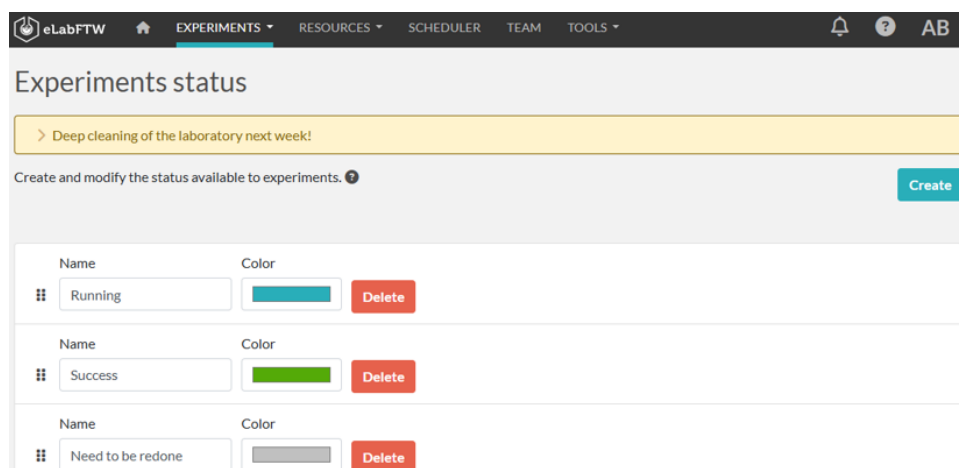 eLabFTW EXPERIMENTS RESOURCES SCHEDULER TEAM TOOLS ? AB
Experiments status
> Deep cleaning of the laboratory next week!
Create and modify the status available to experiments. ?
Create
Name Color
Running Delete
Name Color
Success Delete
Name Color
Need to be redone Delete